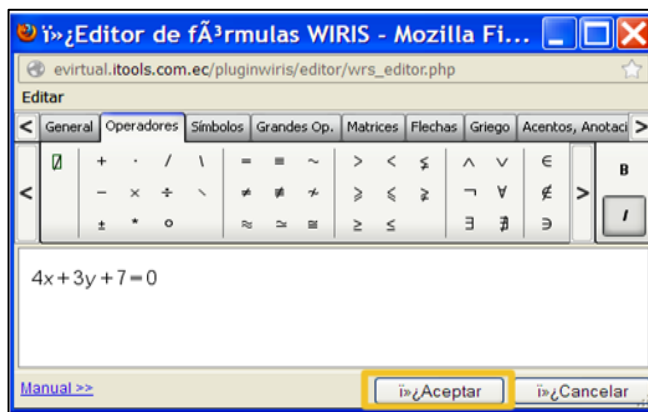 ï»¿Editor de fÃ³rmulas WIRIS - Mozilla Fi...
evirtual.itools.com.ec/pluginwiris/editor/wrs_editor.php
Editar
< General Operadores Símbolos Grandes Op. Matrices Flechas Griego Acentos, Anotaci >
+ · / \ = ≡ ~ > < ≨ ∧ ∨ ∈ B
< − × ÷ ≠ ≢ ≁ ⩾ ⩽ ¬ ∀ ∉ > I
± * ∘ ≈ ≃ ≅ ≥ ≤ ∃ ∄ ∋
4x+3y+7=0
Manual >> ï»¿Aceptar ï»¿Cancelar